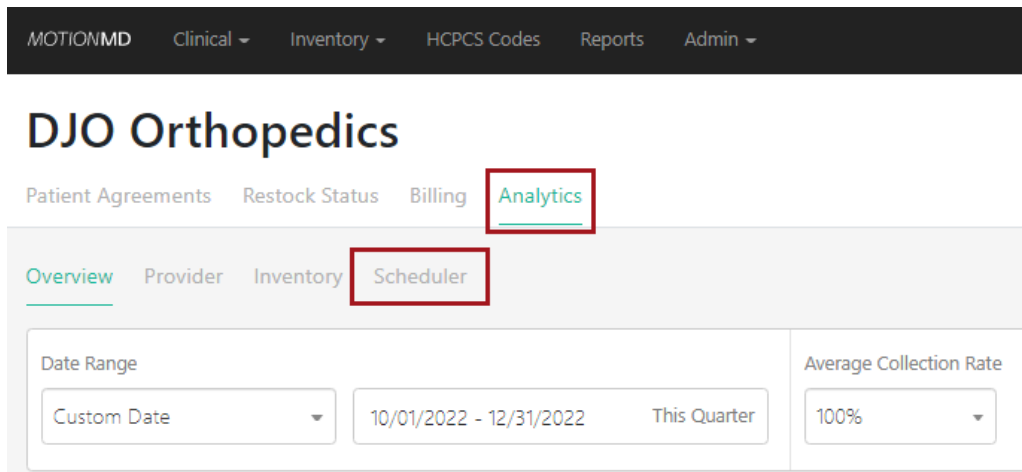 MOTIONMD Clinical Inventory HCPCS Codes Reports Admin
DJO Orthopedics
Patient Agreements Restock Status Billing Analytics
Overview Provider Inventory Scheduler
Date Range Average Collection Rate
Custom Date 10/01/2022 - 12/31/2022 This Quarter 100%